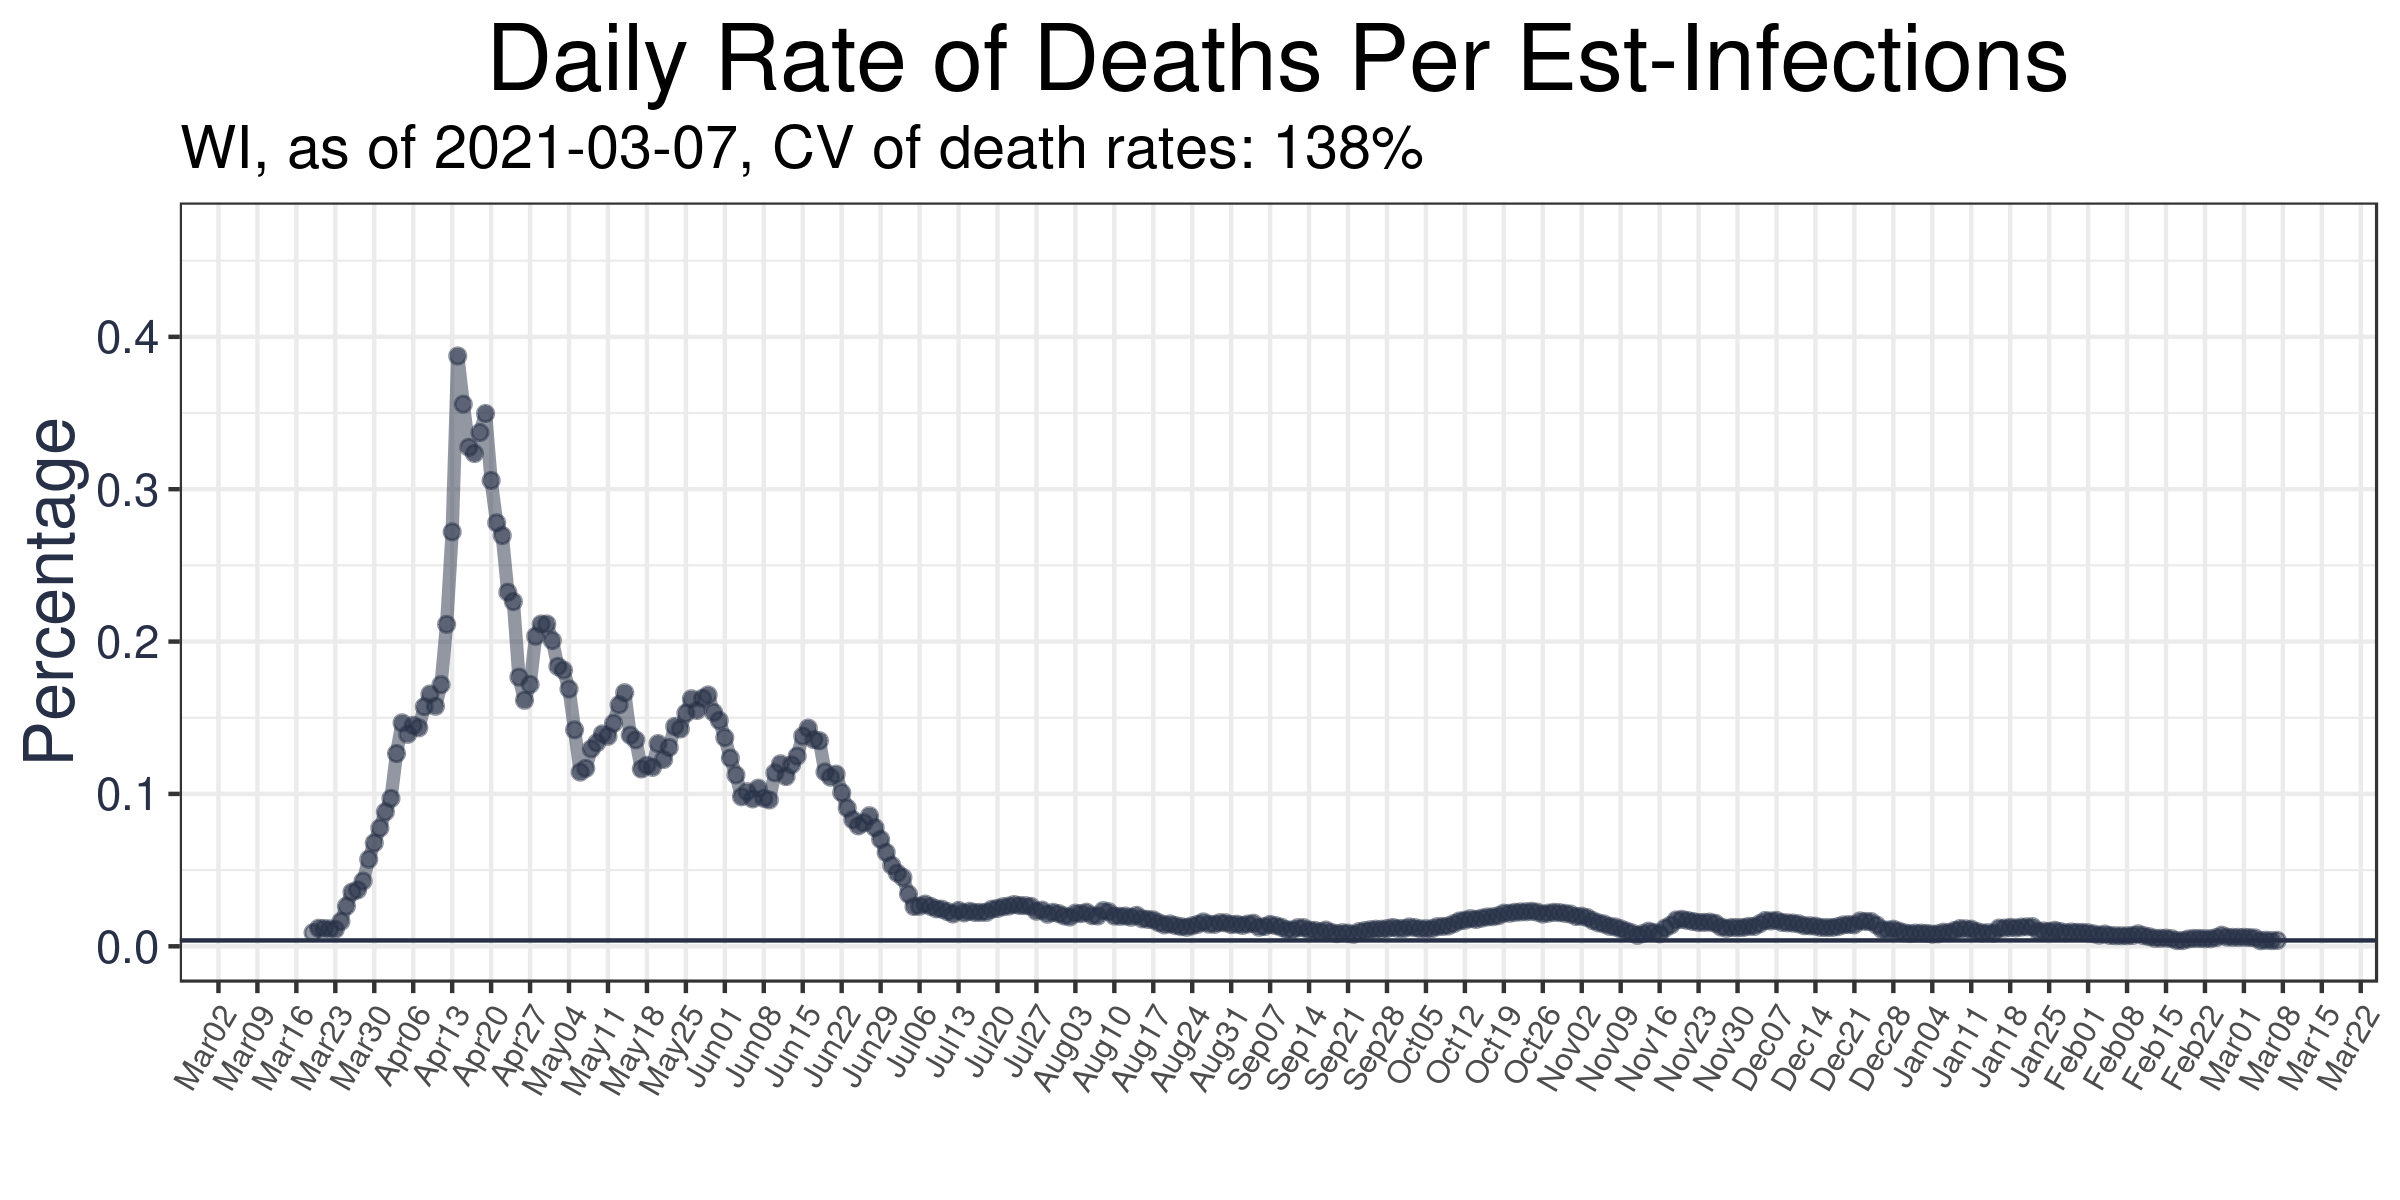 Daily Rate of Deaths Per Est-Infections
WI, as of 2021-03-07, CV of death rates: 138%
Percentage
0.4
0.3
0.2
0.1
0.0
Mar02
Mar09
Mar16
Mar23
Mar30
Apr06
Apr13
Apr20
Apr27
May04
May11
May18
May25
Jun01
Jun08
Jun15
Jun22
Jun29
Jul06
Jul13
Jul20
Jul27
Aug03
Aug10
Aug17
Aug24
Aug31
Sep07
Sep14
Sep21
Sep28
Oct05
Oct12
Oct19
Oct26
Nov02
Nov09
Nov16
Nov23
Nov30
Dec07
Dec14
Dec21
Dec28
Jan04
Jan11
Jan18
Jan25
Feb01
Feb08
Feb15
Feb22
Mar01
Mar08
Mar15
Mar22